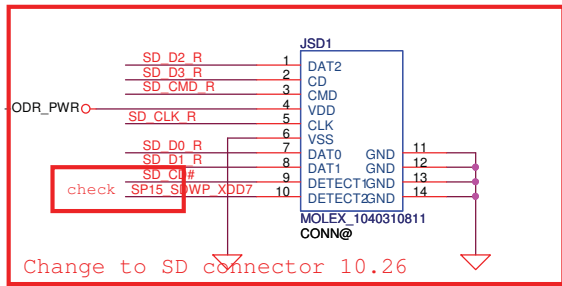 JSD1
SD_D2_R 1 DAT2
SD_D3_R 2 CD
SD_CMD_R 3 CMD
ODR_PWR 4 VDD
SD_CLK_R 5 CLK
6 VSS
SD_D0_R 7 DAT0 GND 11
SD_D1_R 8 DAT1 GND 12
SD_CD# 9 DETECT1 GND 13
check SP15_SDWP_XDD7 10 DETECT2 GND 14
MOLEX_1040310811
CONN@
Change to SD connector 10.26